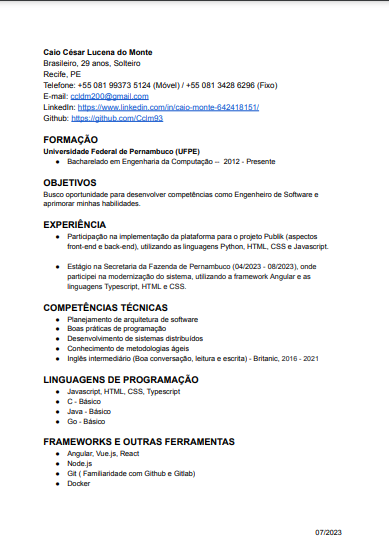 Caio César Lucena do Monte
Brasileiro, 29 anos, Solteiro
Recife, PE
Telefone: +55 081 99373 5124 (Móvel) / +55 081 3428 6296 (Fixo)
E-mail: ccldm200@gmail.com
LinkedIn: https://www.linkedin.com/in/caio-monte-642418151/
Github: https://github.com/Cclm93
FORMAÇÃO
Universidade Federal de Pernambuco (UFPE)
● Bacharelado em Engenharia da Computação – 2012 - Presente
OBJETIVOS
Busco oportunidade para desenvolver competências como Engenheiro de Software e
aprimorar minhas habilidades.
EXPERIÊNCIA
● Participação na implementação da plataforma para o projeto Publik (aspectos
front-end e back-end), utilizando as linguagens Python, HTML, CSS e Javascript.
● Estágio na Secretaria da Fazenda de Pernambuco (04/2023 - 08/2023), onde
participei na modernização do sistema, utilizando a framework Angular e as
linguagens Typescript, HTML e CSS.
COMPETÊNCIAS TÉCNICAS
● Planejamento de arquitetura de software
● Boas práticas de programação
● Desenvolvimento de sistemas distribuídos
● Conhecimento de metodologias ágeis
● Inglês intermediário (Boa conversação, leitura e escrita) - Britanic, 2016 - 2021
LINGUAGENS DE PROGRAMAÇÃO
● Javascript, HTML, CSS, Typescript
● C - Básico
● Java - Básico
● Go - Básico
FRAMEWORKS E OUTRAS FERRAMENTAS
● Angular, Vue.js, React
● Node.js
● Git ( Familiaridade com Github e Gitlab)
● Docker
07/2023